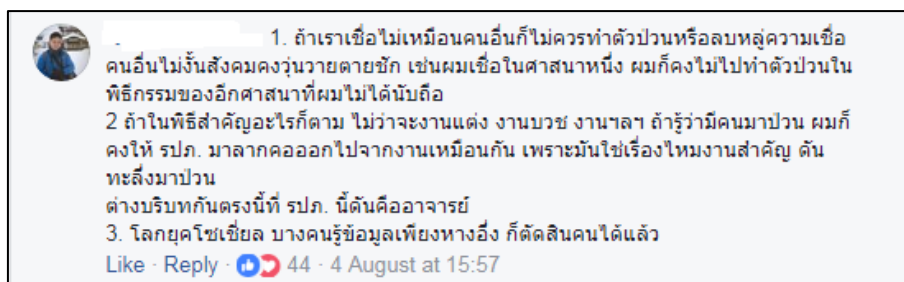 1. ถ้าเราเชื่อไม่เหมือนคนอื่นก็ไม่ควรทำตัวป่วนหรือลบหลู่ความเชื่อ
คนอื่นไม่งั้นสังคมคงวุ่นวายตายชัก เช่นผมเชื่อในศาสนาหนึ่ง ผมก็คงไม่ไปทำตัวป่วนใน
พิธีกรรมของอีกศาสนาที่ผมไม่ได้นับถือ
2 ถ้าในพิธีสำคัญอะไรก็ตาม ไม่ว่าจะงานแต่ง งานบวช งานฯลฯ ถ้ารู้ว่ามีคนมาป่วน ผมก็
คงให้ รปภ. มาลากคอออกไปจากงานเหมือนกัน เพราะมันใช่เรื่องไหมงานสำคัญ ดัน
ทะลึ่งมาป่วน
ต่างบริบทกันตรงนี้ที่ รปภ. นี้ดันคืออาจารย์
3. โลกยุคโซเชี่ยล บางคนรู้ข้อมูลเพียงหางอึ่ง ก็ตัดสินคนได้แล้ว
Like · Reply · 44 · 4 August at 15:57